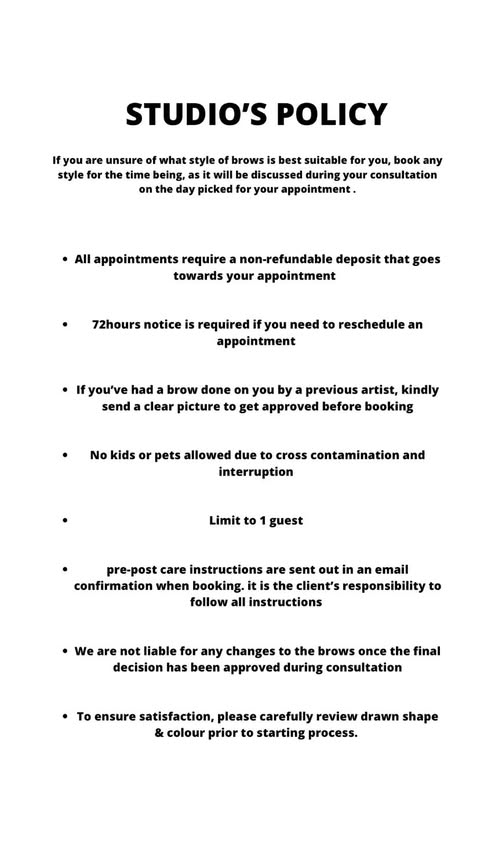 STUDIO’S POLICY
If you are unsure of what style of brows is best suitable for you, book any
style for the time being, as it will be discussed during your consultation
on the day picked for your appointment .
• All appointments require a non-refundable deposit that goes
towards your appointment
• 72hours notice is required if you need to reschedule an
appointment
• If you’ve had a brow done on you by a previous artist, kindly
send a clear picture to get approved before booking
• No kids or pets allowed due to cross contamination and
interruption
• Limit to 1 guest
• pre-post care instructions are sent out in an email
confirmation when booking. it is the client’s responsibility to
follow all instructions
• We are not liable for any changes to the brows once the final
decision has been approved during consultation
• To ensure satisfaction, please carefully review drawn shape
& colour prior to starting process.